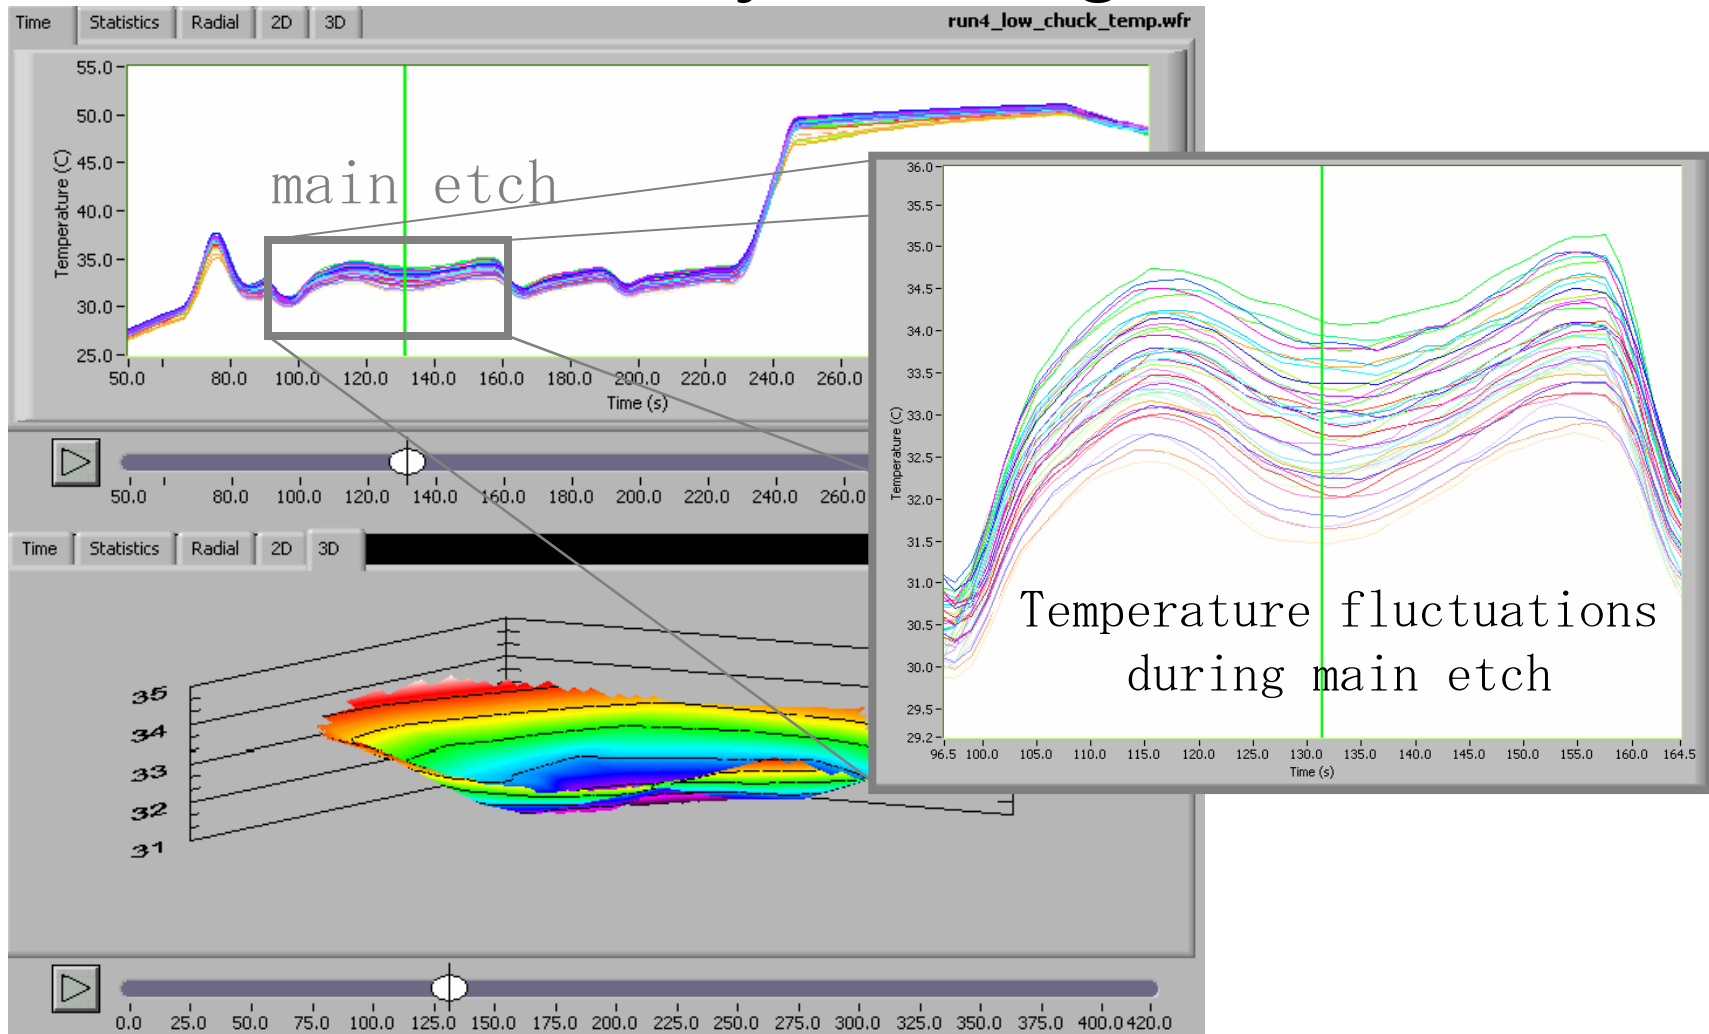 Time Statistics Radial 2D 3D run4_low_chuck_temp.wfr
55.0
50.0
45.0
40.0
35.0
30.0
25.0
Temperature (C)
main etch
50.0 80.0 100.0 120.0 140.0 160.0 180.0 200.0 220.0 240.0 260.0
Time (s)
50.0 80.0 100.0 120.0 140.0 160.0 180.0 200.0 220.0 240.0 260.0
36.0
35.5
35.0
34.5
34.0
33.5
33.0
32.5
32.0
31.5
31.0
30.5
30.0
29.5
29.2
Temperature (C)
Temperature fluctuations
during main etch
96.5 100.0 105.0 110.0 115.0 120.0 125.0 130.0 135.0 140.0 145.0 150.0 155.0 160.0 164.5
Time (s)
Time Statistics Radial 2D 3D
35
34
33
32
31
0.0 25.0 50.0 75.0 100.0 125.0 150.0 175.0 200.0 225.0 250.0 275.0 300.0 325.0 350.0 375.0 400.0 420.0